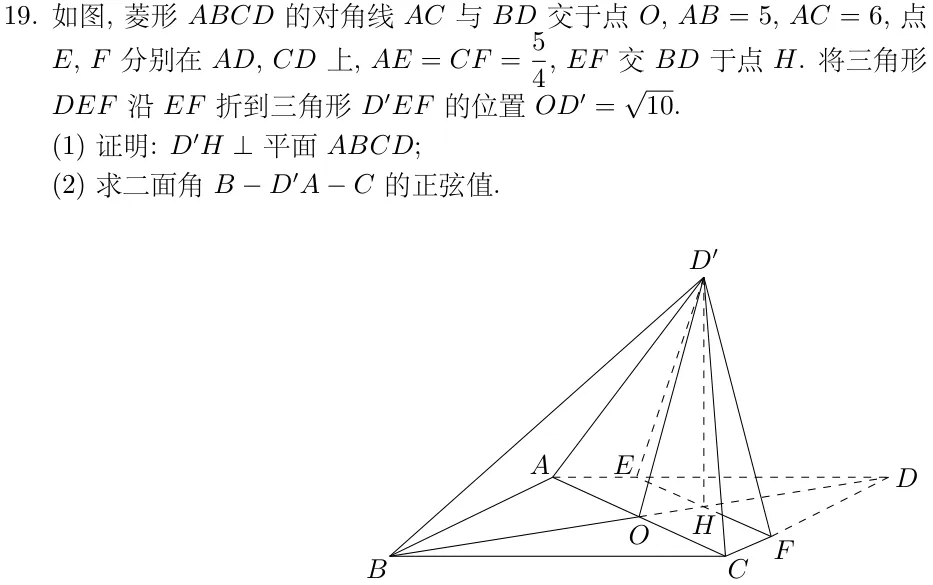 19. 如图, 菱形 ABCD 的对角线 AC 与 BD 交于点 O, AB = 5, AC = 6, 点
E, F 分别在 AD, CD 上, AE = CF = 5/4, EF 交 BD 于点 H. 将三角形
DEF 沿 EF 折到三角形 D′EF 的位置 OD′ = √10.
(1) 证明: D′H ⊥ 平面 ABCD;
(2) 求二面角 B − D′A − C 的正弦值.
D′
A
E
D
H
O
F
B
C